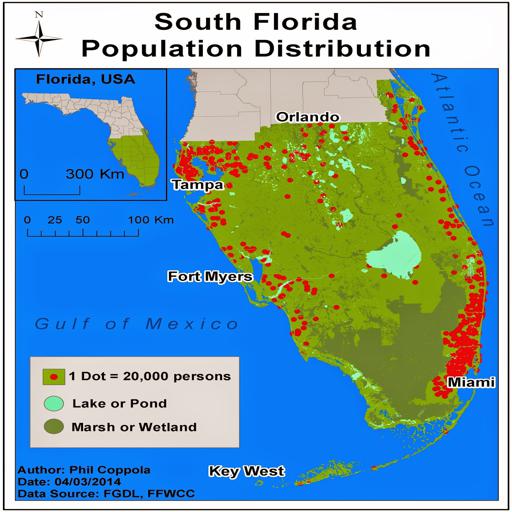 N
South Florida
Population Distribution
Florida, USA
0 300 Km
0 25 50 100 Km
Orlando
Atlantic Ocean
Tampa
Fort Myers
Gulf of Mexico
1 Dot = 20,000 persons
Lake or Pond
Marsh or Wetland
Miami
Key West
Author: Phil Coppola
Date: 04/03/2014
Data Source: FGDL, FFWCC